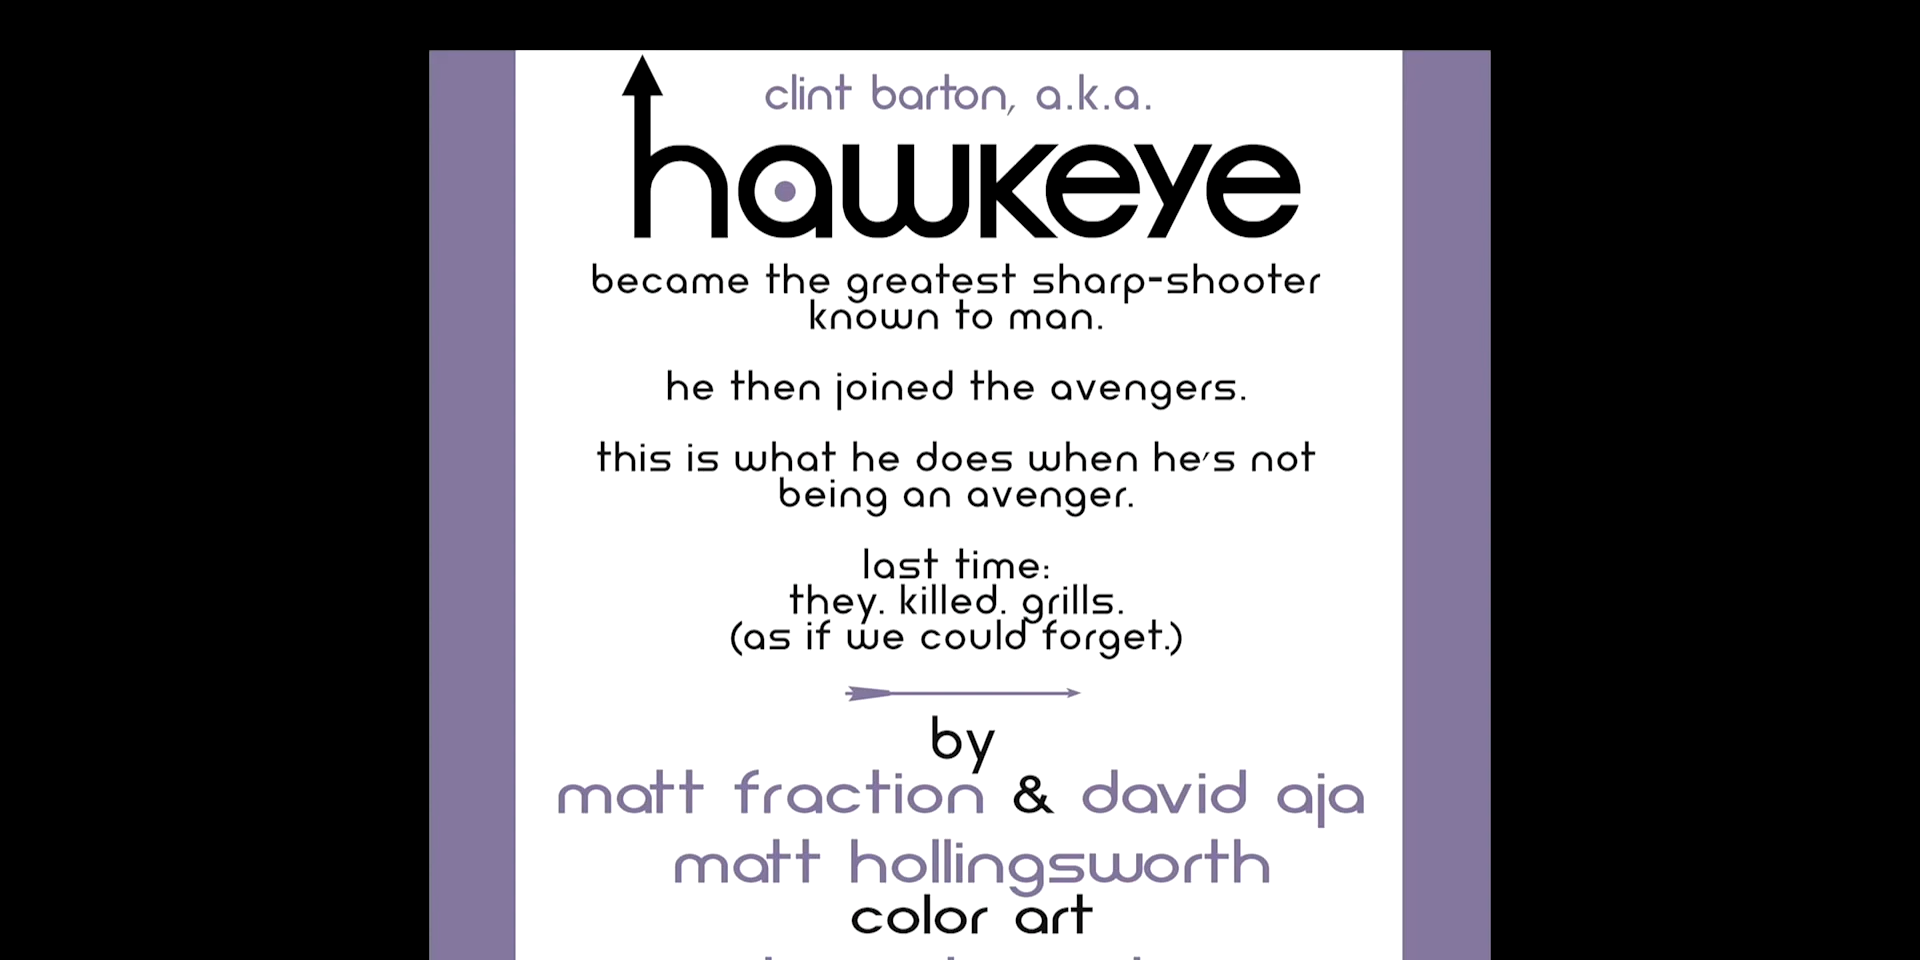 clint barton, a.k.a.
hawkeye
became the greatest sharp-shooter
known to man.
he then joined the avengers.
this is what he does when he's not
being an avenger.
last time:
they. killed. grills.
(as if we could forget.)
by
matt fraction & david aja
matt hollingsworth
color art